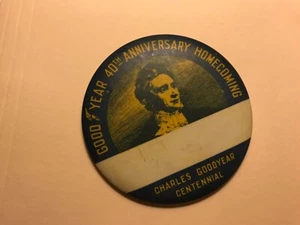 GOOD YEAR 40TH ANNIVERSARY HOMECOMING
CHARLES GOODYEAR
CENTENNIAL